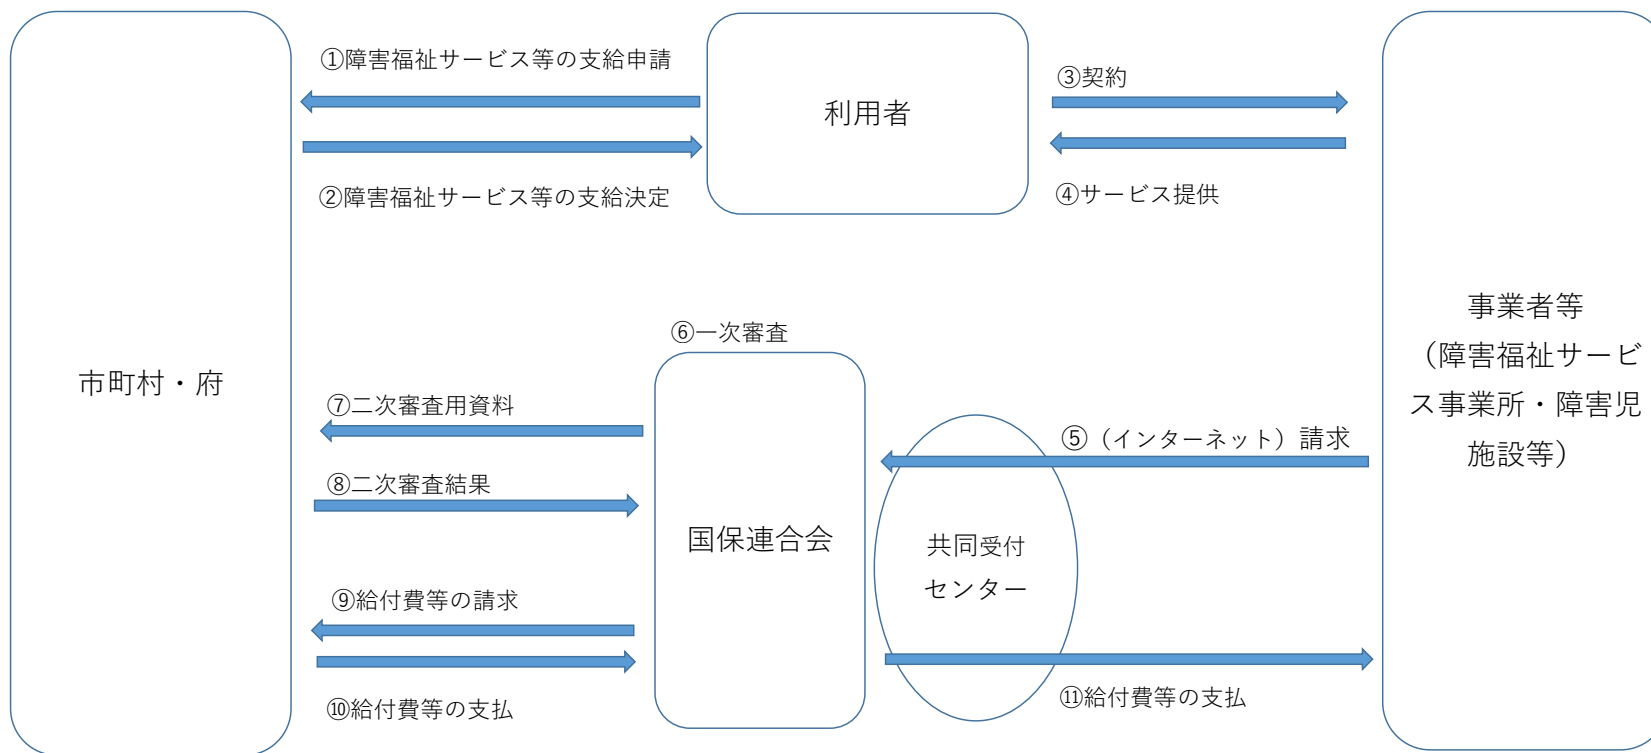 ①障害福祉サービス等の支給申請
利用者
③契約
②障害福祉サービス等の支給決定
④サービス提供
市町村・府
⑥一次審査
事業者等
（障害福祉サービ
ス事業所・障害児
施設等）
⑦二次審査用資料
⑤（インターネット）請求
⑧二次審査結果
国保連合会
共同受付
センター
⑨給付費等の請求
⑩給付費等の支払
⑪給付費等の支払